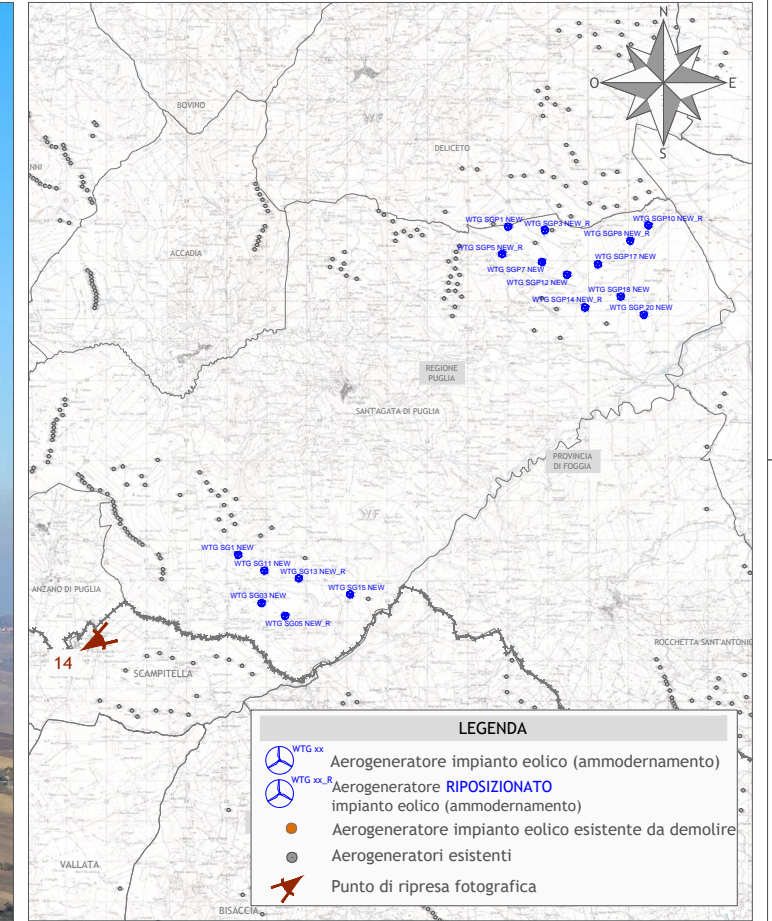 N
O
E
S
BOVINO
DELICETO
ACCADIA
WTG SGP1 NEW
WTG SGP3 NEW_R
WTG SGP10 NEW_R
WTG SGP8 NEW_R
WTG SGP5 NEW_R
WTG SGP7 NEW
WTG SGP17 NEW
WTG SGP12 NEW
WTG SGP18 NEW
WTG SGP14 NEW_R
WTG SGP 20 NEW
REGIONE
PUGLIA
SANT'AGATA DI PUGLIA
PROVINCIA
DI FOGGIA
WTG SG1 NEW
WTG SG11 NEW
WTG SG13 NEW_R
WTG SG15 NEW
WTG SG03 NEW
WTG SG05 NEW_R
ANZANO DI PUGLIA
14
SCAMPITELLA
ROCCHETTA SANT'ANTONIO
VALLATA
BISACCIA
LEGENDA
WTG xx
Aerogeneratore impianto eolico (ammodernamento)
WTG xx_R
Aerogeneratore RIPOSIZIONATO
impianto eolico (ammodernamento)
Aerogeneratore impianto eolico esistente da demolire
Aerogeneratori esistenti
Punto di ripresa fotografica